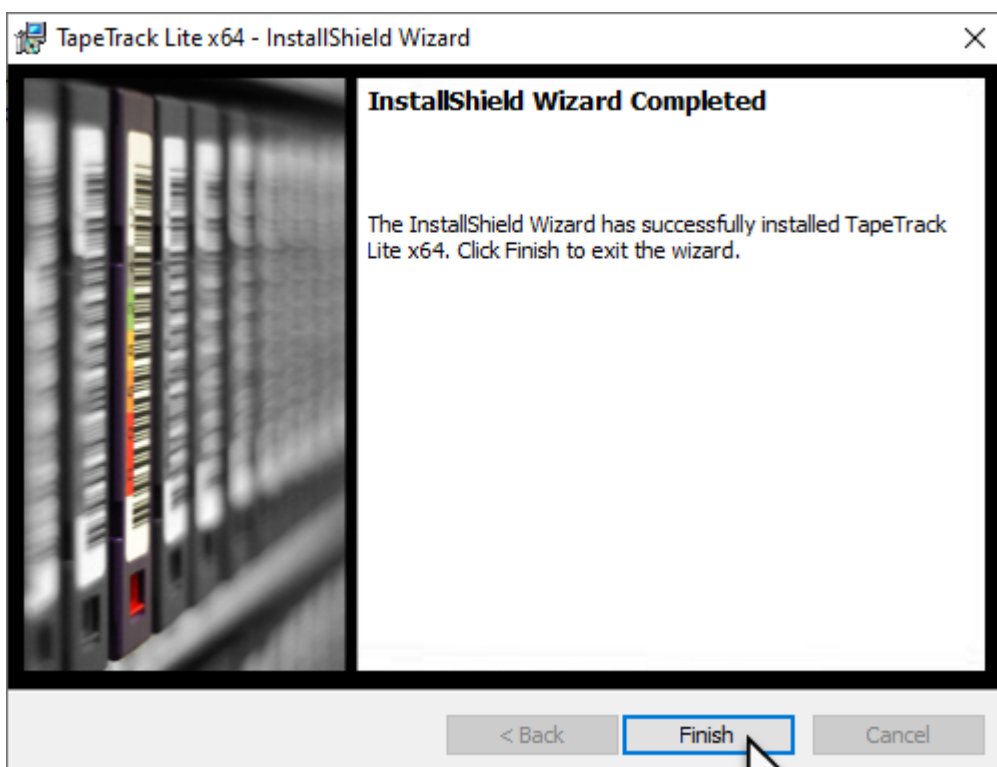 TapeTrack Lite x64 - InstallShield Wizard
InstallShield Wizard Completed
The InstallShield Wizard has successfully installed TapeTrack
Lite x64. Click Finish to exit the wizard.
< Back
Finish
Cancel